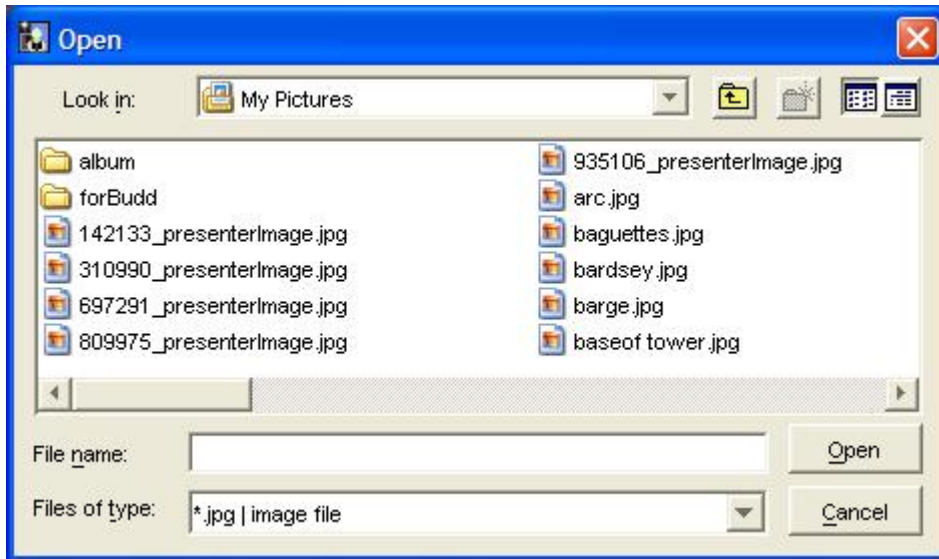 Open
Look in: My Pictures
album
forBudd
142133_presenterImage.jpg
310990_presenterImage.jpg
697291_presenterImage.jpg
809975_presenterImage.jpg
935106_presenterImage.jpg
arc.jpg
baguettes.jpg
bardsey.jpg
barge.jpg
baseof tower.jpg
File name:
Open
Files of type: *.jpg | image file
Cancel